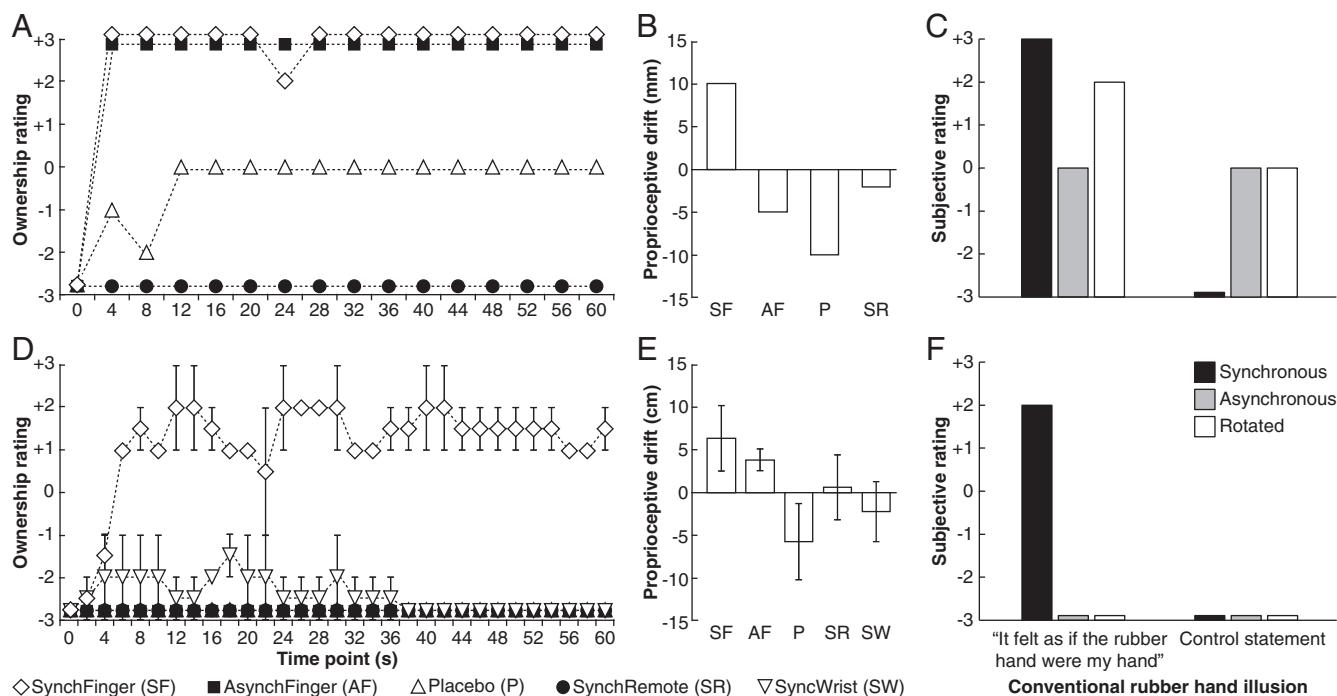 A
Ownership rating
+3
+2
+1
0
-1
-2
-3
0 4 8 12 16 20 24 28 32 36 40 44 48 52 56 60
B
Proprioceptive drift (mm)
15
10
5
0
-5
-10
-15
SF AF P SR
C
Subjective rating
+3
+2
+1
0
-1
-2
-3
D
Ownership rating
+3
+2
+1
0
-1
-2
-3
0 4 8 12 16 20 24 28 32 36 40 44 48 52 56 60
Time point (s)
E
Proprioceptive drift (cm)
15
10
5
0
-5
-10
-15
SF AF P SR SW
F
Subjective rating
+3
+2
+1
0
-1
-2
-3
Synchronous
Asynchronous
Rotated
“It felt as if the rubber
hand were my hand”
Control statement
Conventional rubber hand illusion
SynchFinger (SF) AsynchFinger (AF) Placebo (P) SynchRemote (SR) SyncWrist (SW)